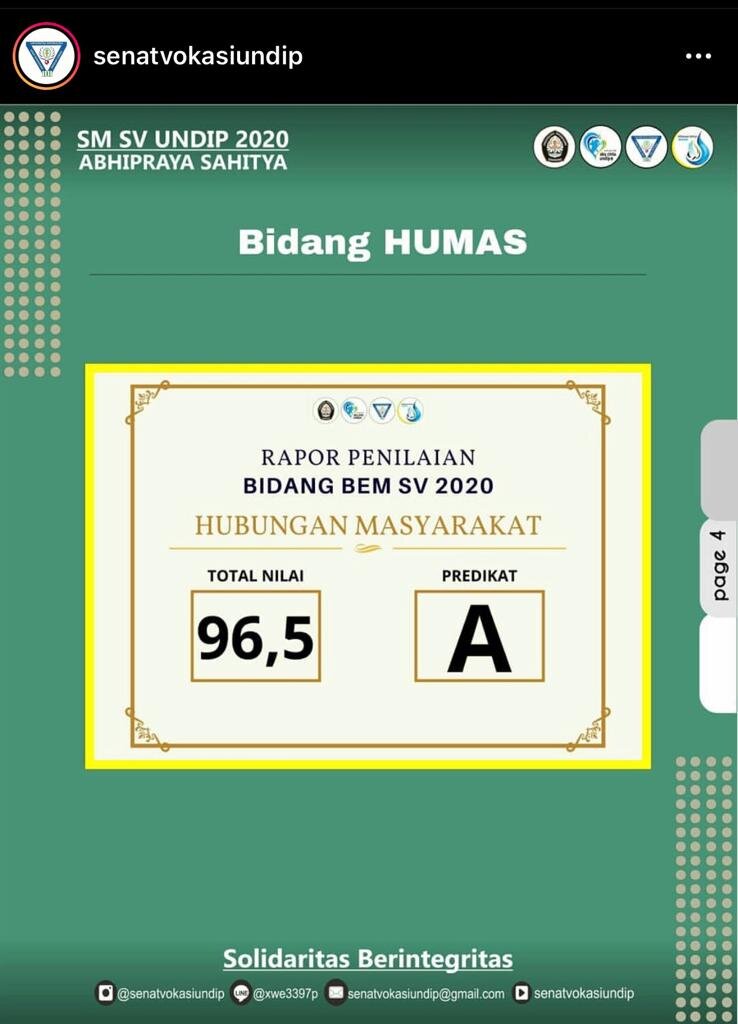 senatvokasiundip
SM SV UNDIP 2020
ABHIPRAYA SAHITYA
Bidang HUMAS
RAPOR PENILAIAN
BIDANG BEM SV 2020
HUBUNGAN MASYARAKAT
TOTAL NILAI
PREDIKAT
96,5
A
page 4
Solidaritas Berintegritas
@senatvokasiundip LINE @xwe3397p senatvokasiundip@gmail.com senatvokasiundip